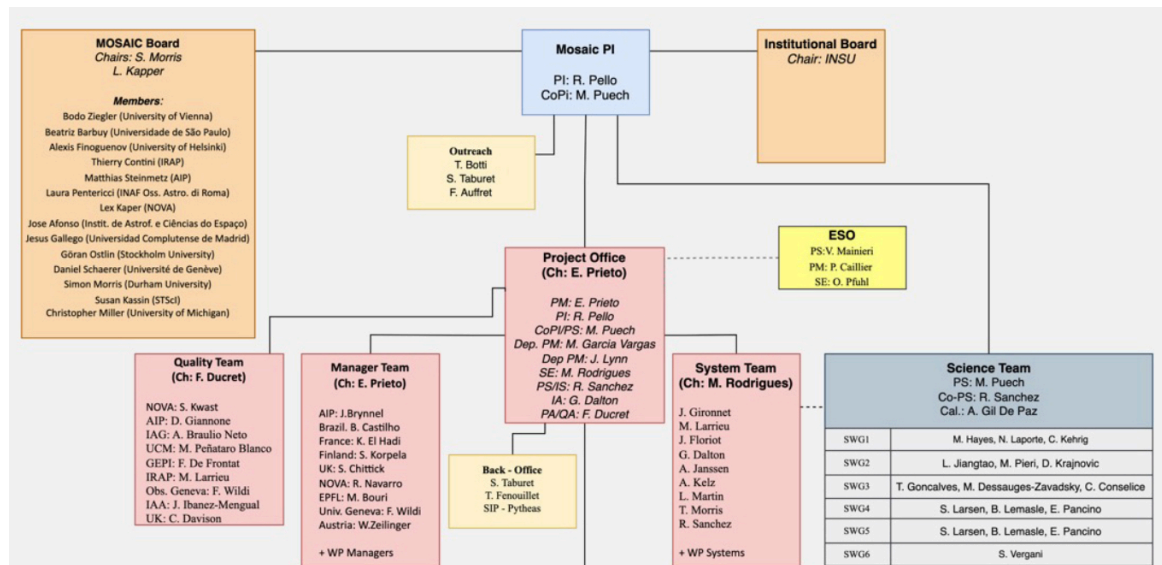 MOSAIC Board
Chairs: S. Morris
L. Kapper
Members:
Bodo Ziegler (University of Vienna)
Beatriz Barbuy (Universidade de São Paulo)
Alexis Finoguenov (University of Helsinki)
Thierry Contini (IRAP)
Matthias Steinmetz (AIP)
Laura Pentericci (INAF Oss. Astro. di Roma)
Lex Kaper (NOVA)
Jose Afonso (Instit. de Astrof. e Ciências do Espaço)
Jesus Gallego (Universidad Complutense de Madrid)
Göran Ostlin (Stockholm University)
Daniel Schaerer (Université de Genève)
Simon Morris (Durham University)
Susan Kassin (STScI)
Christopher Miller (University of Michigan)
Mosaic PI
PI: R. Pello
CoPi: M. Puech
Institutional Board
Chair: INSU
Outreach
T. Botti
S. Taburet
F. Auffret
Project Office
(Ch: E. Prieto)
PM: E. Prieto
PI: R. Pello
CoPI/PS: M. Puech
Dep. PM: M. Garcia Vargas
Dep PM: J. Lynn
SE: M. Rodrigues
PS/IS: R. Sanchez
IA: G. Dalton
PA/QA: F. Ducret
ESO
PS:V. Mainieri
PM: P. Caillier
SE: O. Pfuhl
Quality Team
(Ch: F. Ducret)
NOVA: S. Kwast
AIP: D. Giannone
IAG: A. Braulio Neto
UCM: M. Peñataro Blanco
GEPI: F. De Frontat
IRAP: M. Larrieu
Obs. Geneva: F. Wildi
IAA: J. Ibanez-Mengual
UK: C. Davison
Manager Team
(Ch: E. Prieto)
AIP: J.Brynnel
Brazil. B. Castilho
France: K. El Hadi
Finland: S. Korpela
UK: S. Chittick
NOVA: R. Navarro
EPFL: M. Bouri
Univ. Geneva: F. Wildi
Austria: W.Zeilinger
+ WP Managers
Back - Office
S. Taburet
T. Fenouillet
SIP - Pytheas
System Team
(Ch: M. Rodrigues)
J. Gironnet
M. Larrieu
J. Floriot
G. Dalton
A. Janssen
A. Kelz
L. Martin
T. Morris
R. Sanchez
+ WP Systems
Science Team
PS: M. Puech
Co-PS: R. Sanchez
Cal.: A. Gil De Paz
SWG1 M. Hayes, N. Laporte, C. Kehrig
SWG2 L. Jiangtao, M. Pieri, D. Krajnovic
SWG3 T. Goncalves, M. Dessauges-Zavadsky, C. Conselice
SWG4 S. Larsen, B. Lemasle, E. Pancino
SWG5 S. Larsen, B. Lemasle, E. Pancino
SWG6 S. Vergani